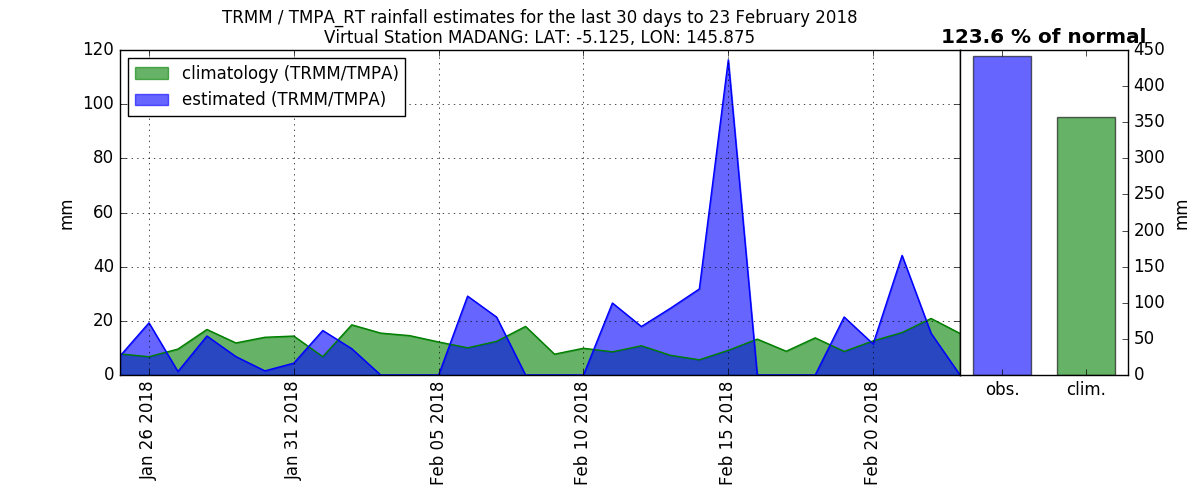 TRMM / TMPA_RT rainfall estimates for the last 30 days to 23 February 2018
Virtual Station MADANG: LAT: -5.125, LON: 145.875
123.6 % of normal
climatology (TRMM/TMPA)
estimated (TRMM/TMPA)
mm
120
100
80
60
40
20
0
Jan 26 2018
Jan 31 2018
Feb 05 2018
Feb 10 2018
Feb 15 2018
Feb 20 2018
obs.
clim.
450
400
350
300
250
200
150
100
50
0
mm